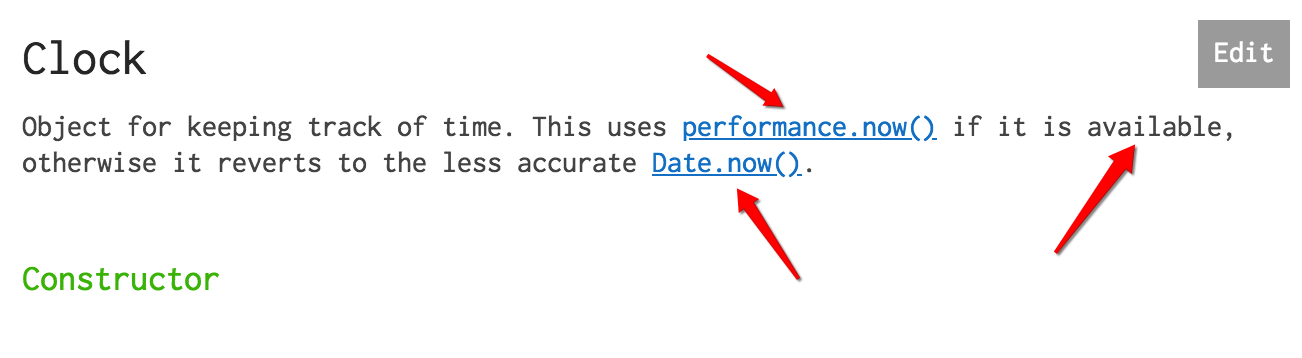 Clock
Edit
Object for keeping track of time. This uses performance.now() if it is available,
otherwise it reverts to the less accurate Date.now().
Constructor